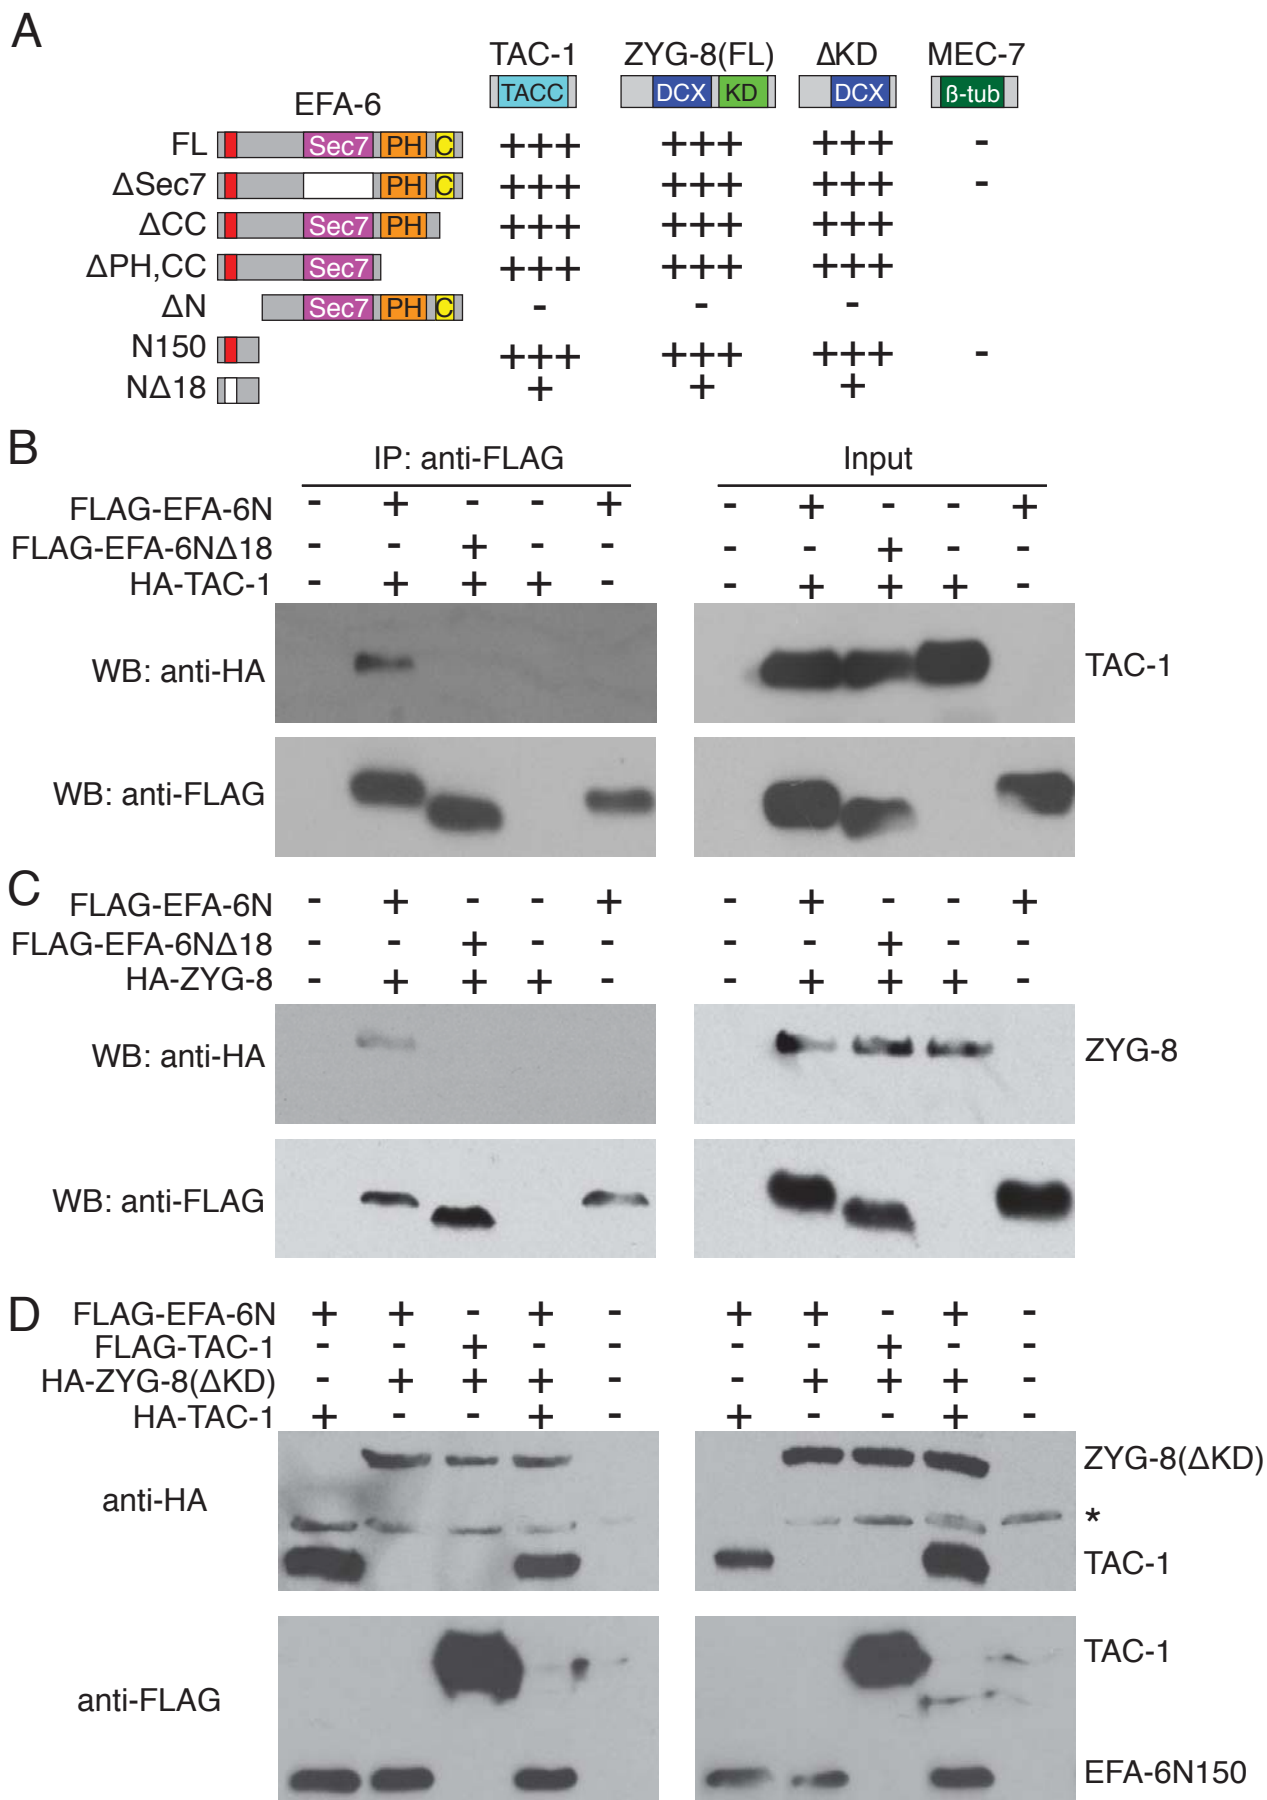 A
TAC-1 ZYG-8(FL) ΔKD MEC-7
TACC DCX KD DCX ß-tub
EFA-6
FL Sec7 PH C +++ +++ +++ -
ΔSec7 PH C +++ +++ +++ -
ΔCC Sec7 PH +++ +++ +++
ΔPH,CC Sec7 +++ +++ +++
ΔN Sec7 PH C - - -
N150 +++ +++ +++ -
NΔ18 + + +
B
IP: anti-FLAG Input
FLAG-EFA-6N - + - - + - + - - +
FLAG-EFA-6NΔ18 - - + - - - - + - -
HA-TAC-1 - + + + - - + + + -
WB: anti-HA TAC-1
WB: anti-FLAG
C
FLAG-EFA-6N - + - - + - + - - +
FLAG-EFA-6NΔ18 - - + - - - - + - -
HA-ZYG-8 - + + + - - + + + -
WB: anti-HA ZYG-8
WB: anti-FLAG
D
FLAG-EFA-6N + + - + - + + - + -
FLAG-TAC-1 - - + - - - - + - -
HA-ZYG-8(ΔKD) - + + + - - + + + -
HA-TAC-1 + - - + - + - - + -
ZYG-8(ΔKD)
anti-HA *
TAC-1
TAC-1
anti-FLAG
EFA-6N150